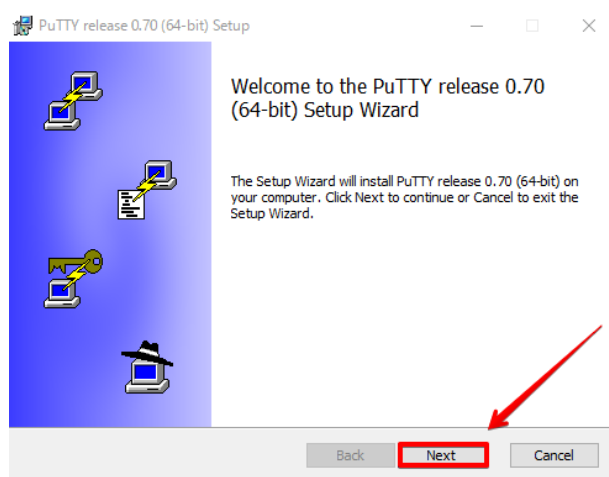 PuTTY release 0.70 (64-bit) Setup
Welcome to the PuTTY release 0.70
(64-bit) Setup Wizard
The Setup Wizard will install PuTTY release 0.70 (64-bit) on
your computer. Click Next to continue or Cancel to exit the
Setup Wizard.
Back Next Cancel